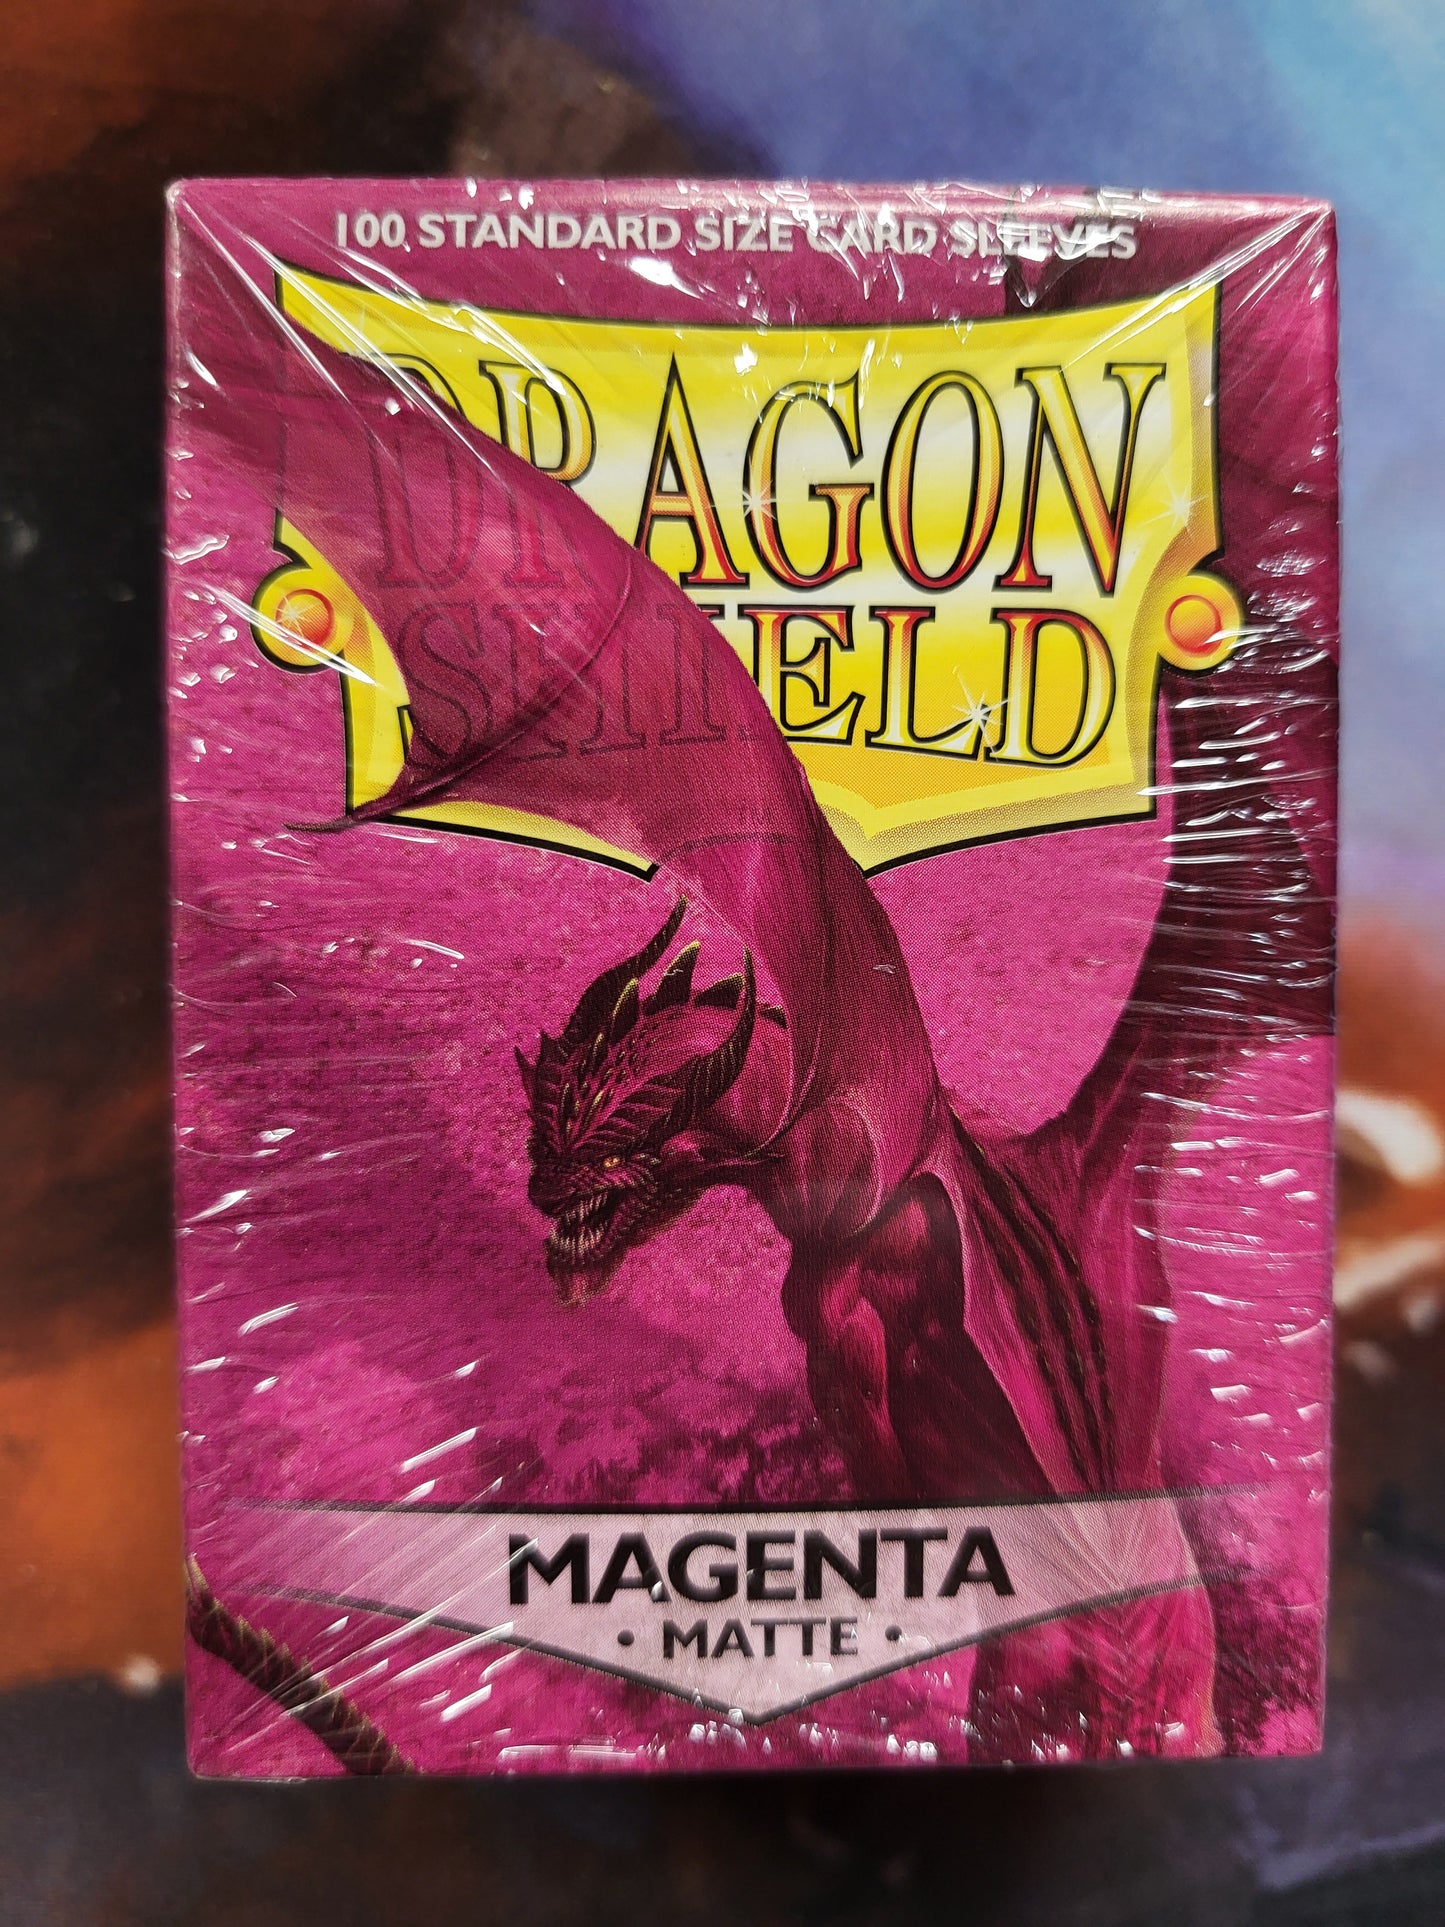 100 STANDARD SIZE CARD SLEEVES
DRAGON
SHIELD
MAGENTA
• MATTE •